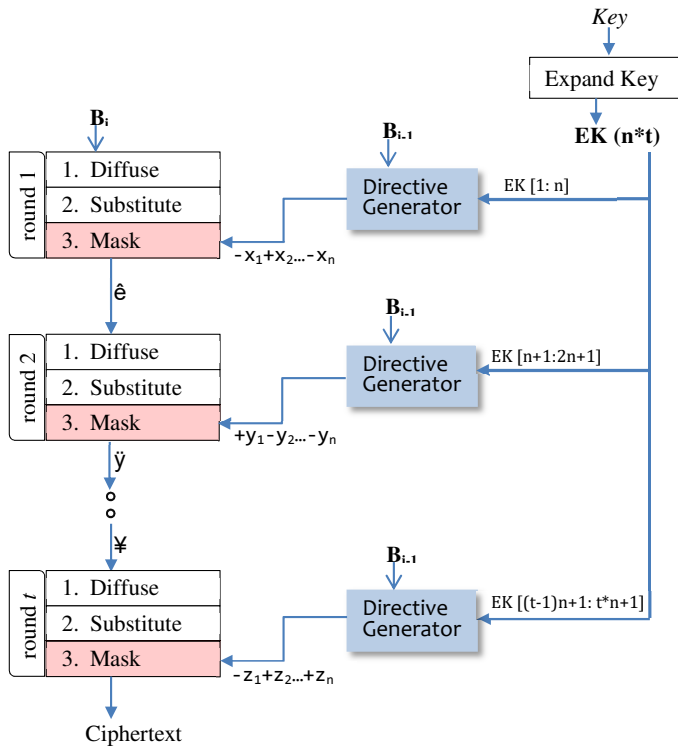 Key
Expand Key
EK (n*t)
Bi
Bi-1
round 1
1. Diffuse
2. Substitute
3. Mask
Directive
Generator
EK [1: n]
-x1+x2…-xn
ê
Bi-1
round 2
1. Diffuse
2. Substitute
3. Mask
Directive
Generator
EK [n+1:2n+1]
+y1-y2…-yn
ÿ
¥
Bi-1
round t
1. Diffuse
2. Substitute
3. Mask
Directive
Generator
EK [(t-1)n+1: t*n+1]
-z1+z2…+zn
Ciphertext